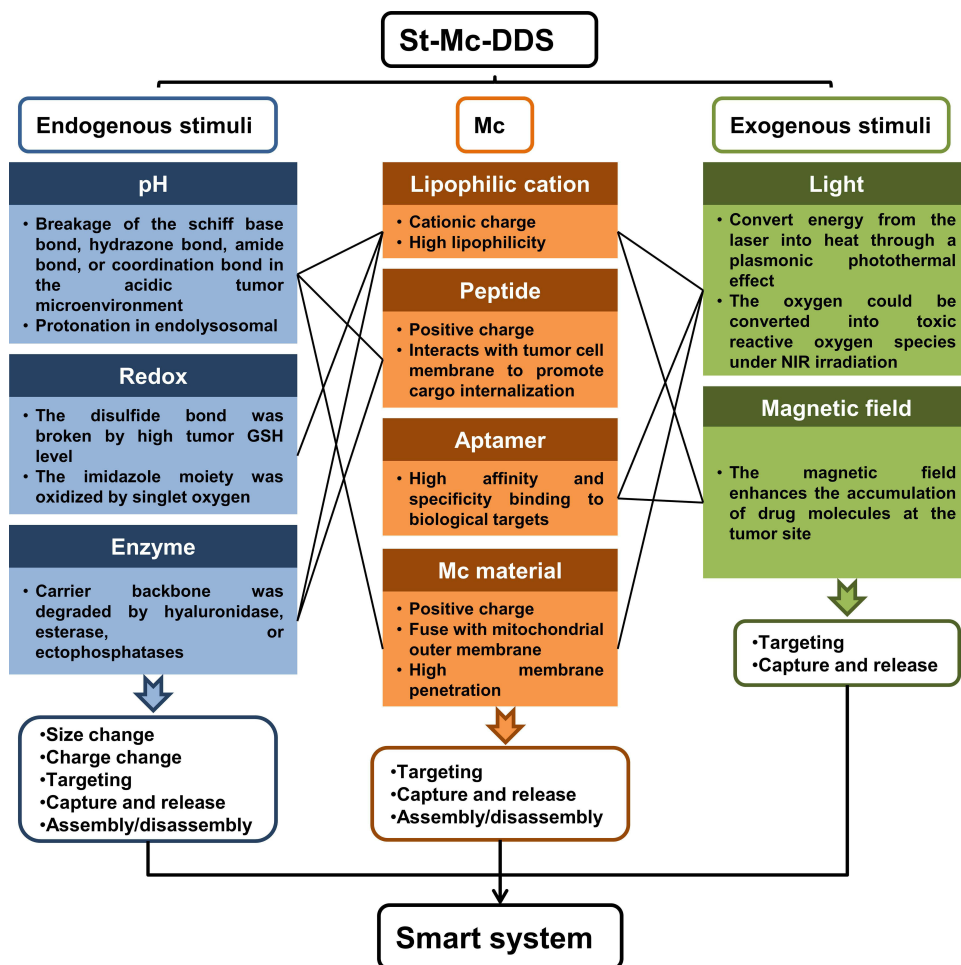 St-Mc-DDS
Endogenous stimuli
pH
• Breakage of the schiff base
bond, hydrazone bond, amide
bond, or coordination bond in
the acidic tumor
microenvironment
• Protonation in endolysosomal
Redox
• The disulfide bond was
broken by high tumor GSH
level
• The imidazole moiety was
oxidized by singlet oxygen
Enzyme
• Carrier backbone was
degraded by hyaluronidase,
esterase, or
ectophosphatases
•Size change
•Charge change
•Targeting
•Capture and release
•Assembly/disassembly
Mc
Lipophilic cation
• Cationic charge
• High lipophilicity
Peptide
• Positive charge
• Interacts with tumor cell
membrane to promote
cargo internalization
Aptamer
• High affinity and
specificity binding to
biological targets
Mc material
• Positive charge
• Fuse with mitochondrial
outer membrane
• High membrane
penetration
•Targeting
•Capture and release
•Assembly/disassembly
Exogenous stimuli
Light
• Convert energy from the
laser into heat through a
plasmonic photothermal
effect
• The oxygen could be
converted into toxic
reactive oxygen species
under NIR irradiation
Magnetic field
• The magnetic field
enhances the accumulation
of drug molecules at the
tumor site
•Targeting
•Capture and release
Smart system